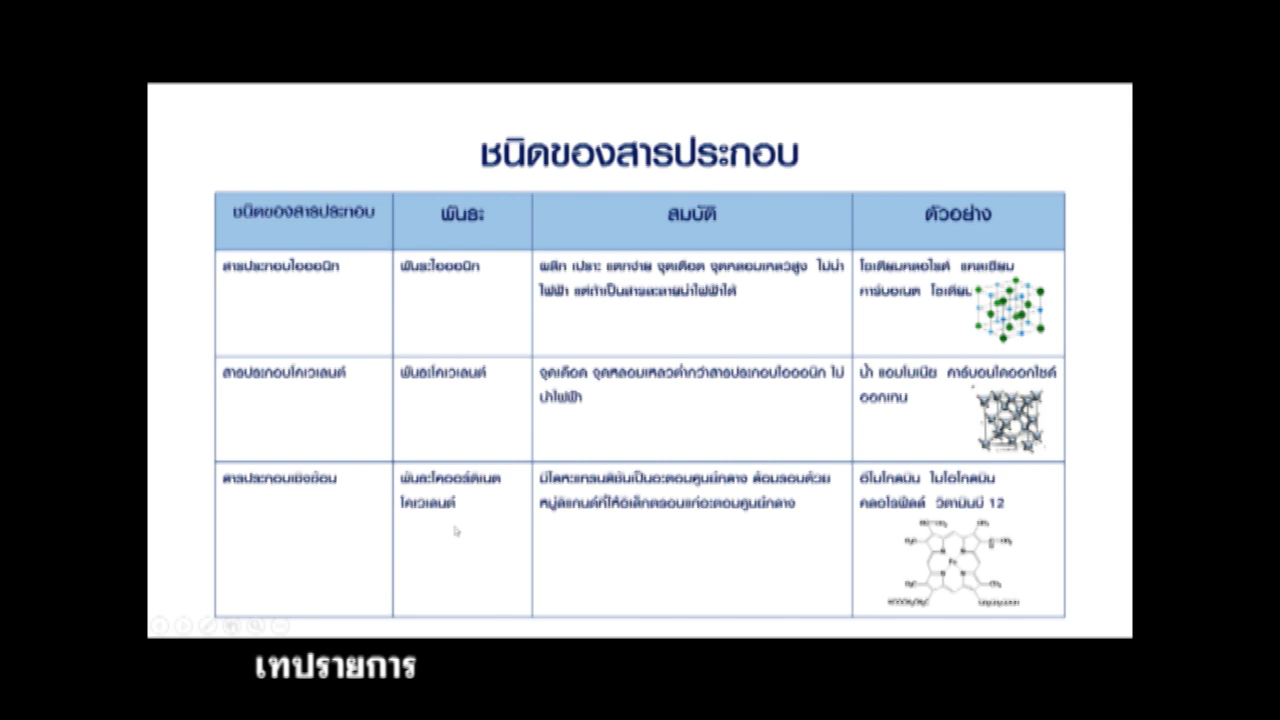 ชนิดของสารประกอบ
ชนิดของสารประกอบ
พันธะ
สมบัติ
ตัวอย่าง
สารประกอบไอออนิก
พันธะไอออนิก
ผลึก เปราะ แตกง่าย จุดเดือด จุดหลอมเหลวสูง ไม่นำ
ไฟฟ้า แต่ถ้าเป็นสารละลายนำไฟฟ้าได้
โซเดียมคลอไรด์ แคลเซียม
คาร์บอเนต โซเดียม
สารประกอบโคเวเลนต์
พันธะโคเวเลนต์
จุดเดือด จุดหลอมเหลวต่ำกว่าสารประกอบไอออนิก ไม่
นำไฟฟ้า
น้ำ แอมโมเนีย คาร์บอนไดออกไซด์
ออกเทน
สารประกอบเชิงซ้อน
พันธะโคออร์ดิเนต
โคเวเลนต์
มีโลหะแทรนซิชันเป็นอะตอมศูนย์กลาง ล้อมรอบด้วย
หมู่ลิแกนด์ที่ให้อิเล็กตรอนแก่อะตอมศูนย์กลาง
ฮีโมโกลบิน ไมโอโกลบิน
คลอโรฟิลล์ วิตามินบี 12
Fe
เทปรายการ